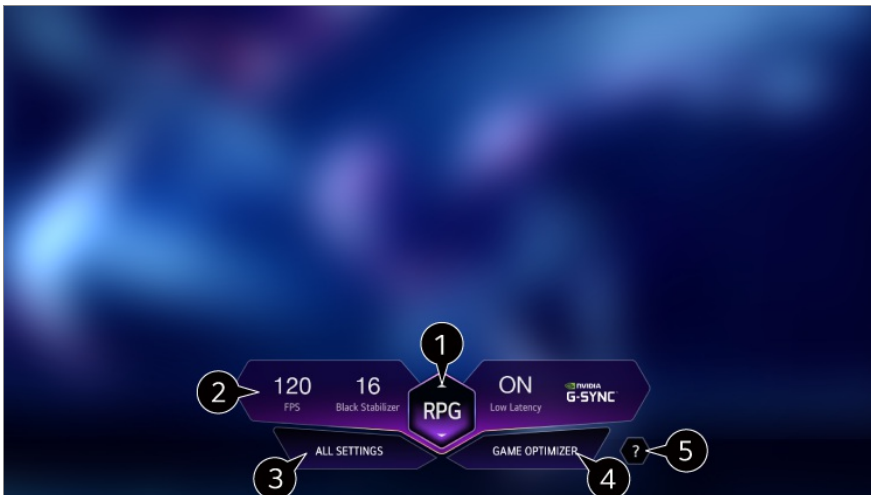 1
2
120
FPS
16
Black Stabilizer
RPG
ON
Low Latency
NVIDIA
G-SYNC
3
ALL SETTINGS
GAME OPTIMIZER
4
?
5